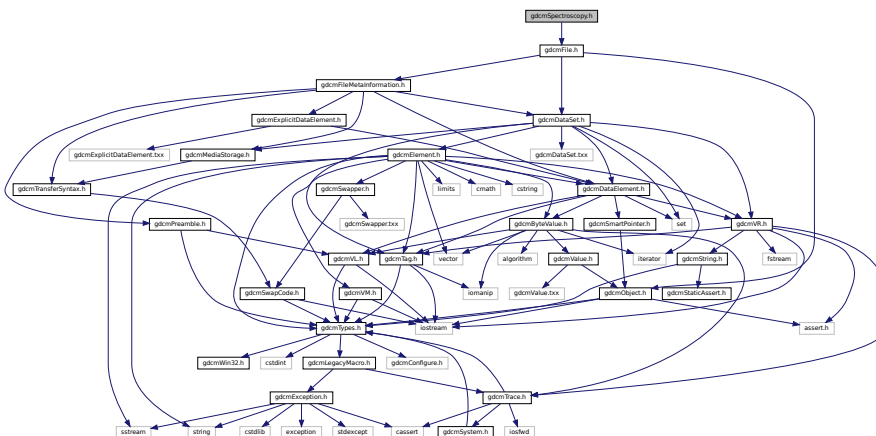 gdcmSpectroscopy.h
gdcmFile.h
gdcmFileMetaInformation.h
gdcmExplicitDataElement.h
gdcmDataSet.h
gdcmExplicitDataElement.txx
gdcmMediaStorage.h
gdcmElement.h
gdcmDataSet.txx
gdcmTransferSyntax.h
gdcmSwapper.h
limits
cmath
cstring
gdcmDataElement.h
gdcmPreamble.h
gdcmSwapper.txx
gdcmByteValue.h
gdcmSmartPointer.h
set
gdcmVR.h
gdcmVL.h
gdcmTag.h
vector
algorithm
gdcmValue.h
iterator
gdcmString.h
fstream
gdcmSwapCode.h
gdcmVM.h
iomanip
gdcmValue.txx
gdcmObject.h
gdcmStaticAssert.h
gdcmTypes.h
iostream
assert.h
gdcmWin32.h
cstdint
gdcmLegacyMacro.h
gdcmConfigure.h
gdcmException.h
gdcmTrace.h
sstream
string
cstdlib
exception
stdexcept
cassert
gdcmSystem.h
iosfwd